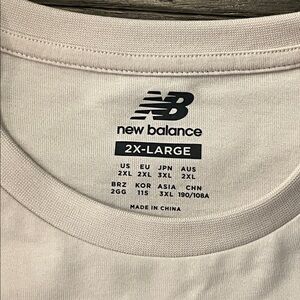 NB
new balance
2X-LARGE
US EU JPN AUS
2XL 2XL 3XL 2XL
BRZ KOR ASIA CHN
2GG 115 3XL 190/108A
MADE IN CHINA